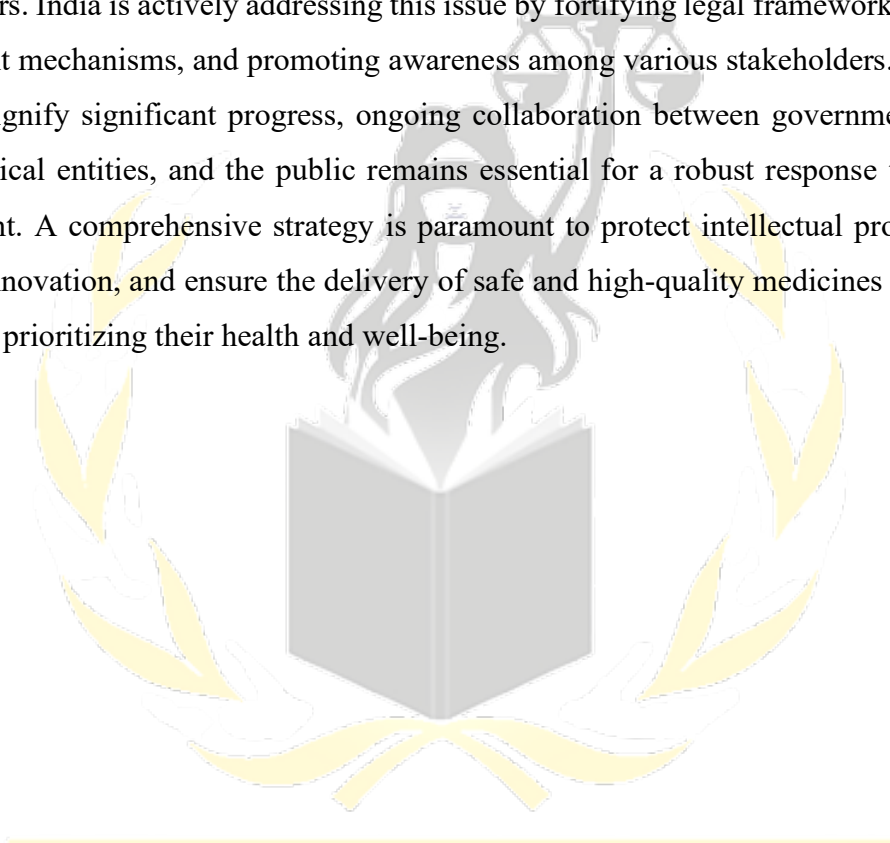 rs. India is actively addressing this issue by fortifying legal framework
t mechanisms, and promoting awareness among various stakeholders.
gnify significant progress, ongoing collaboration between governme
ical entities, and the public remains essential for a robust response
nt. A comprehensive strategy is paramount to protect intellectual pro
nnovation, and ensure the delivery of safe and high-quality medicines
prioritizing their health and well-being.